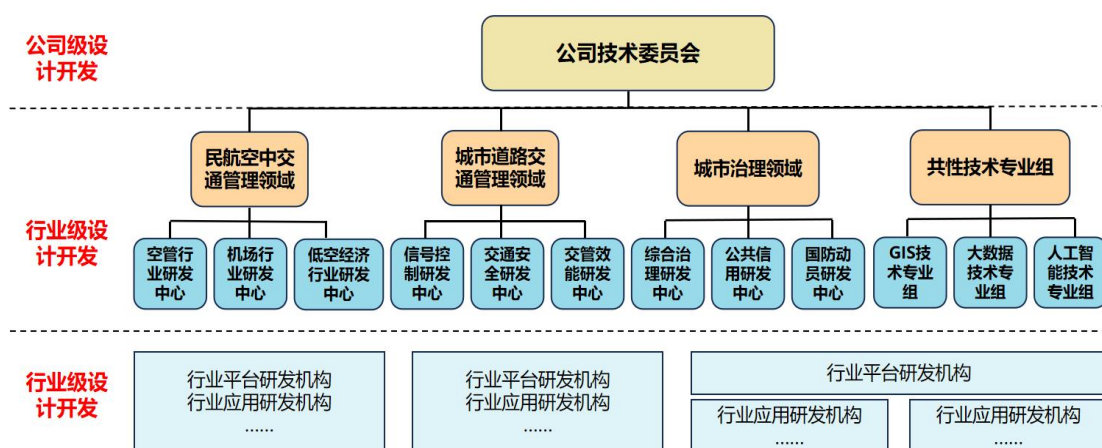 公司级设
计开发
公司技术委员会
民航空中交
通管理领域
城市道路交
通管理领域
城市治理领域
共性技术专业组
行业级设
计开发
空管行
业研发
中心
机场行
业研发
中心
低空经济
行业研发
中心
信号控
制研发
中心
交通安
全研发
中心
交管效
能研发
中心
综合治
理研发
中心
公共信
用研发
中心
国防动
员研发
中心
GIS技
术专业
组
大数据
技术专
业组
人工智
能技术
专业组
行业级设
计开发
行业平台研发机构
行业应用研发机构
……
行业平台研发机构
行业应用研发机构
……
行业平台研发机构
行业应用研发机构
……
行业应用研发机构
……